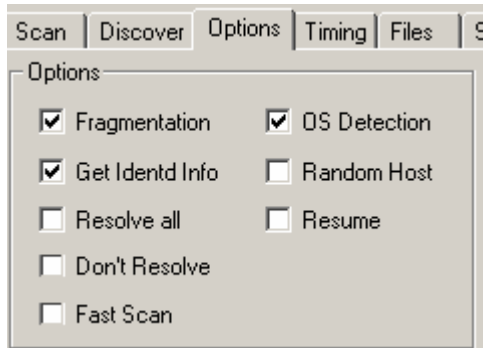 Scan Discover Options Timing Files
Options
Fragmentation OS Detection
Get Identd Info Random Host
Resolve all Resume
Don't Resolve
Fast Scan